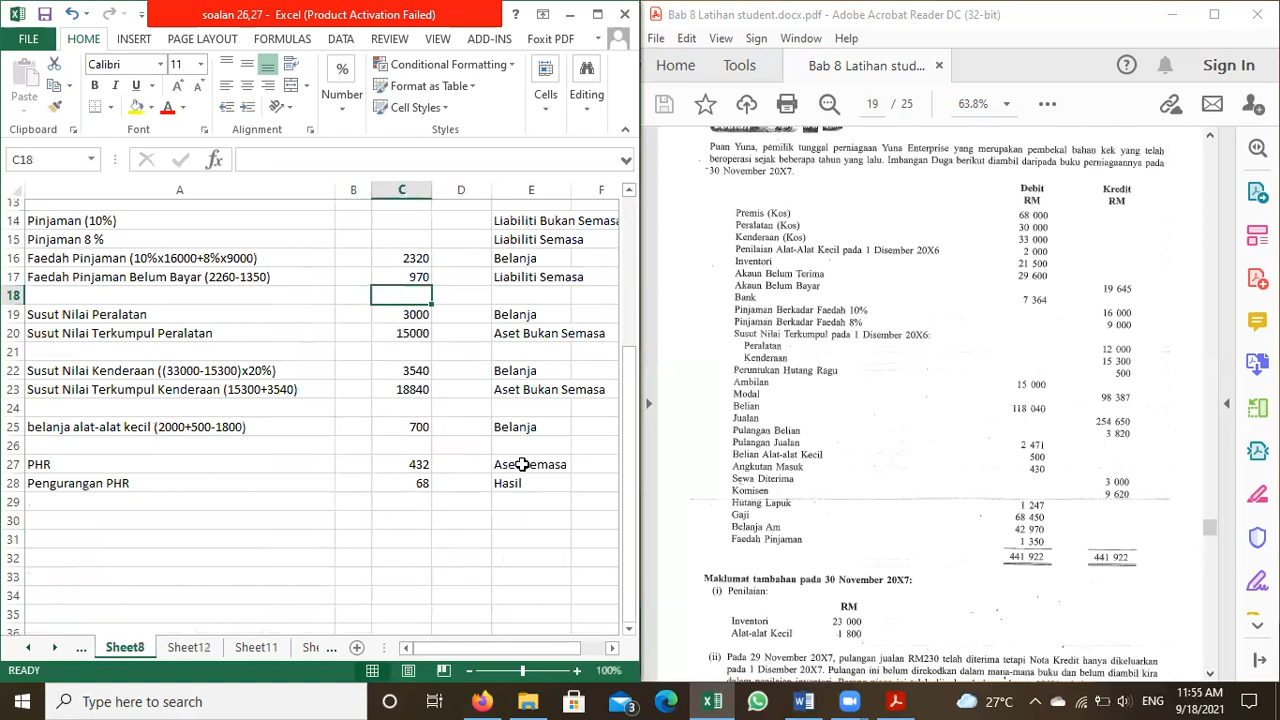 soalan 26,27 - Excel (Product Activation Failed)
FILE HOME INSERT PAGE LAYOUT FORMULAS DATA REVIEW VIEW ADD-INS Foxit PDF
Calibri 11
Paste
B I U
Number
Conditional Formatting
Format as Table
Cell Styles
Cells
Editing
Clipboard Font Alignment Styles
C18
A B C D E F
13
14 Pinjaman (10%) Liabiliti Bukan Semasa
15 Pinjaman 8 % Liabiliti Semasa
16 Faedah Pinjaman (10%x16000+8%x9000) 2320 Belanja
17 Faedah Pinjaman Belum Bayar (2260-1350) 970 Liabiliti Semasa
18
19 Susut Nilai Peralatan 3000 Belanja
20 Susut Nilai Terkumpul Peralatan 15000 Aset Bukan Semasa
21
22 Susut Nilai Kenderaan ((33000-15300)x20%) 3540 Belanja
23 Susut Nilai Terkumpul Kenderaan (15300+3540) 18840 Aset Bukan Semasa
24
25 belanja alat-alat kecil (2000+500-1800) 700 Belanja
26
27 PHR 432 Aset Semasa
28 Pengurangan PHR 68 Hasil
29
30
31
32
33
34
35
36
... Sheet8 Sheet12 Sheet11 She ...
READY 100%
Bab 8 Latihan student.docx.pdf - Adobe Acrobat Reader DC (32-bit)
File Edit View Sign Window Help
Home Tools Bab 8 Latihan stud... Sign In
19 / 25 63.8%
Puan Yuna, pemilik tunggal perniagaan Yuna Enterprise yang merupakan pembekal bahan kek yang telah
beroperasi sejak beberapa tahun yang lalu. Imbangan Duga berikut diambil daripada buku perniagaannya pada
30 November 20X7.
Debit Kredit
RM RM
Premis (Kos) 68 000
Peralatan (Kos) 30 000
Kenderaan (Kos) 33 000
Penilaian Alat-Alat Kecil pada 1 Disember 20X6 2 000
Inventori 21 500
Akaun Belum Terima 29 600
Akaun Belum Bayar 19 645
Bank 7 364
Pinjaman Berkadar Faedah 10% 16 000
Pinjaman Berkadar Faedah 8% 9 000
Susut Nilai Terkumpul pada 1 Disember 20X6:
Peralatan 12 000
Kenderaan 15 300
Peruntukan Hutang Ragu 500
Ambilan 15 000
Modal 98 387
Belian 118 040
Jualan 254 650
Pulangan Belian 3 820
Pulangan Jualan 2 471
Belian Alat-alat Kecil 500
Angkutan Masuk 430
Sewa Diterima 3 000
Komisen 9 620
Hutang Lapuk 1 247
Gaji 68 450
Belanja Am 42 970
Faedah Pinjaman 1 350
441 922 441 922
Maklumat tambahan pada 30 November 20X7:
(i) Penilaian:
RM
Inventori 23 000
Alat-alat Kecil 1 800
(ii) Pada 29 November 20X7, pulangan jualan RM230 telah diterima tetapi Nota Kredit hanya dikeluarkan
pada 1 Disember 20X7. Pulangan ini belum direkodkan dalam mana-mana buku dan belum diambil kira
Type here to search
3
27°C
ENG
11:55 AM
9/18/2021